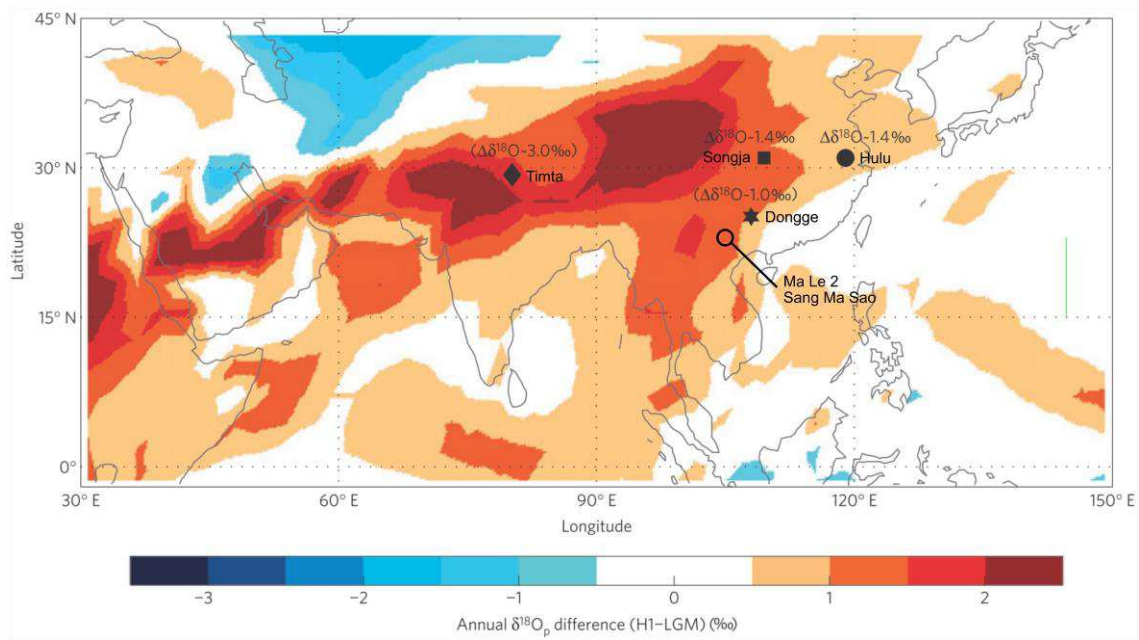 45° N
30° N
15° N
0°
Latitude
(Δδ¹⁸O~3.0‰)
Timta
Δδ¹⁸O~1.4‰
Songja
Δδ¹⁸O~1.4‰
Hulu
(Δδ¹⁸O~1.0‰)
Dongge
Ma Le 2
Sang Ma Sao
30° E
60° E
90° E
120° E
150° E
Longitude
−3
−2
−1
0
1
2
Annual δ¹⁸Oₚ difference (H1−LGM) (‰)